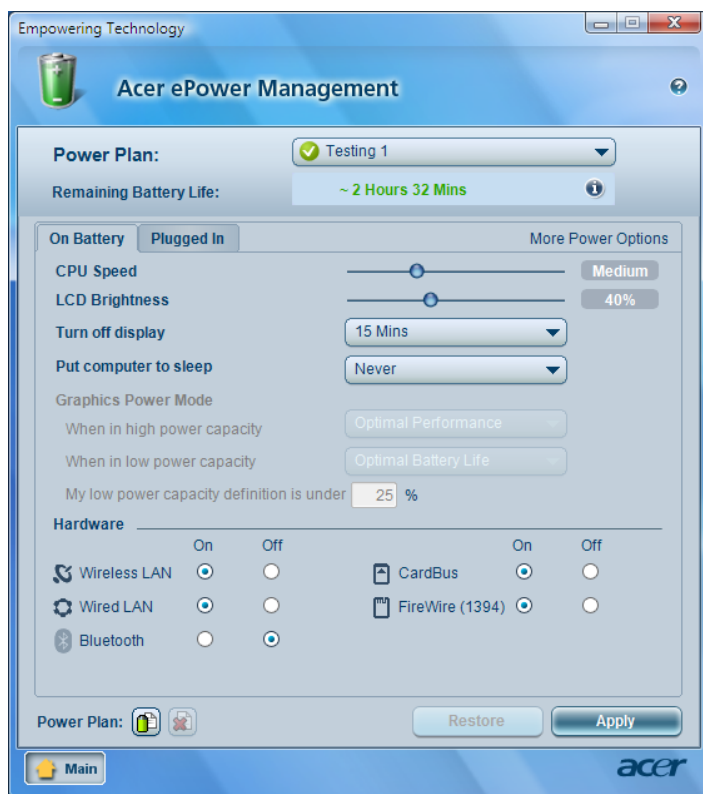 Empowering Technology
Acer ePower Management
Power Plan: Testing 1
Remaining Battery Life: ~ 2 Hours 32 Mins
On Battery Plugged In More Power Options
CPU Speed Medium
LCD Brightness 40%
Turn off display 15 Mins
Put computer to sleep Never
Graphics Power Mode
When in high power capacity Optimal Performance
When in low power capacity Optimal Battery Life
My low power capacity definition is under 25 %
Hardware
On Off On Off
Wireless LAN CardBus
Wired LAN FireWire (1394)
Bluetooth
Power Plan: Restore Apply
Main acer